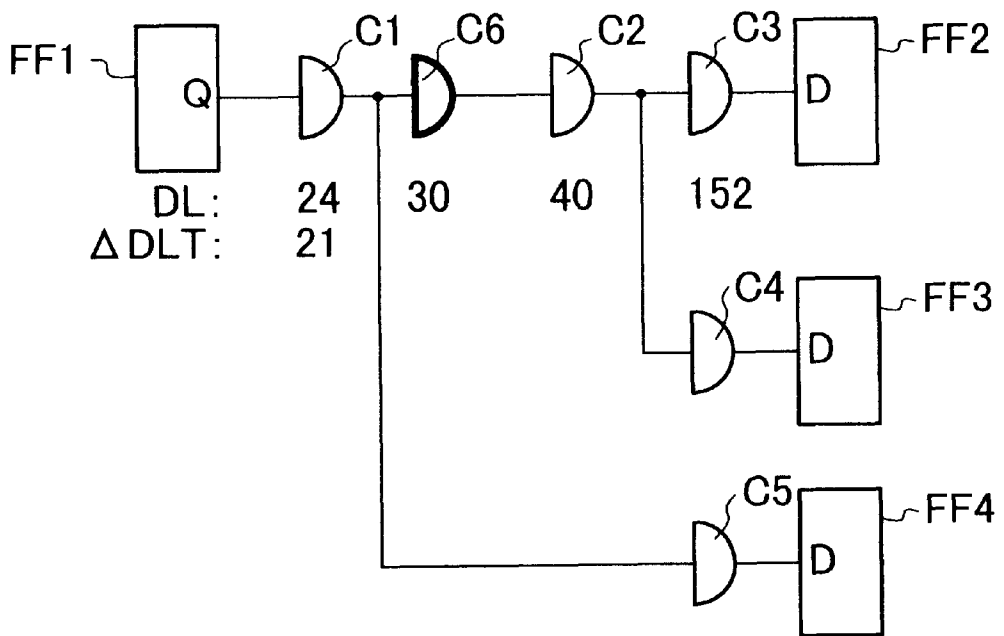 FF1 C1 C6 C2 C3 FF2
Q D
DL: 24 30 40 152
ΔDLT: 21
C4 FF3
D
C5 FF4
D